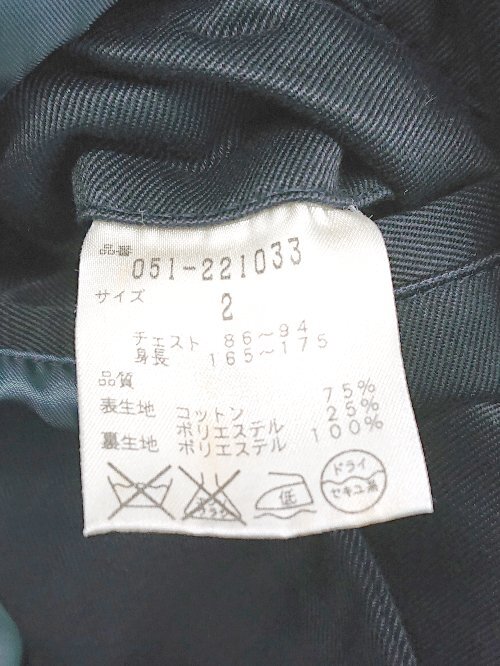 品番
051-221033
サイズ 2
チェスト 86～94
身長 165～175
品質
表生地 コットン 75%
ポリエステル 25%
裏生地 ポリエステル 100%
低
ドライ
セキユ系